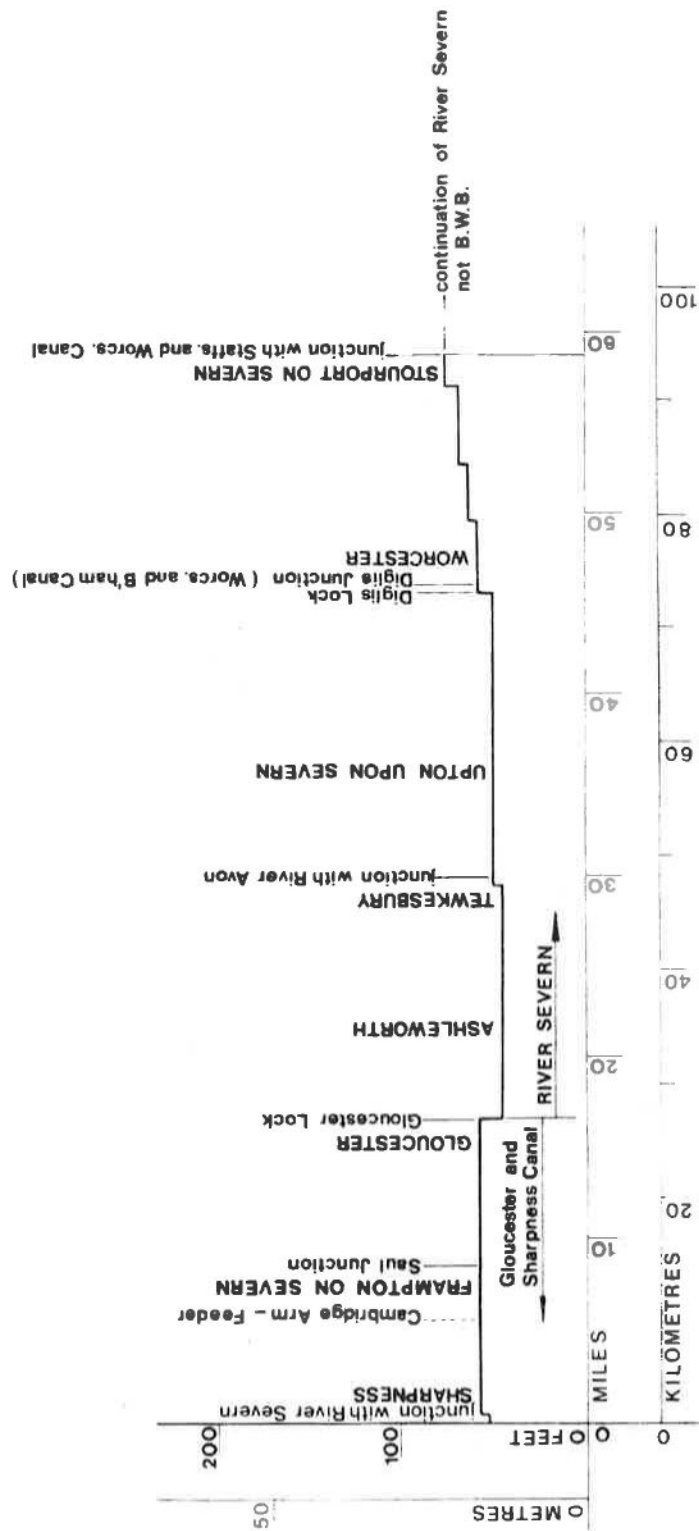 200
100
0 FEET
50
0 METRES
junction with River Severn
SHARPNESS
Cambridge Arm – Feeder
FRAMPTON ON SEVERN
Saul Junction
GLOUCESTER
Gloucester Lock
ASHLEWORTH
TEWKESBURY
junction with River Avon
UPTON UPON SEVERN
Diglis Lock
Diglis Junction (Worcs. and B'ham Canal)
WORCESTER
STOURPORT ON SEVERN
junction with Staffs. and Worcs. Canal
continuation of River Severn
not B.W.B.
Gloucester and
Sharpness Canal
RIVER SEVERN
0
10
20
30
40
50
60
MILES
0
20
40
60
80
100
KILOMETRES